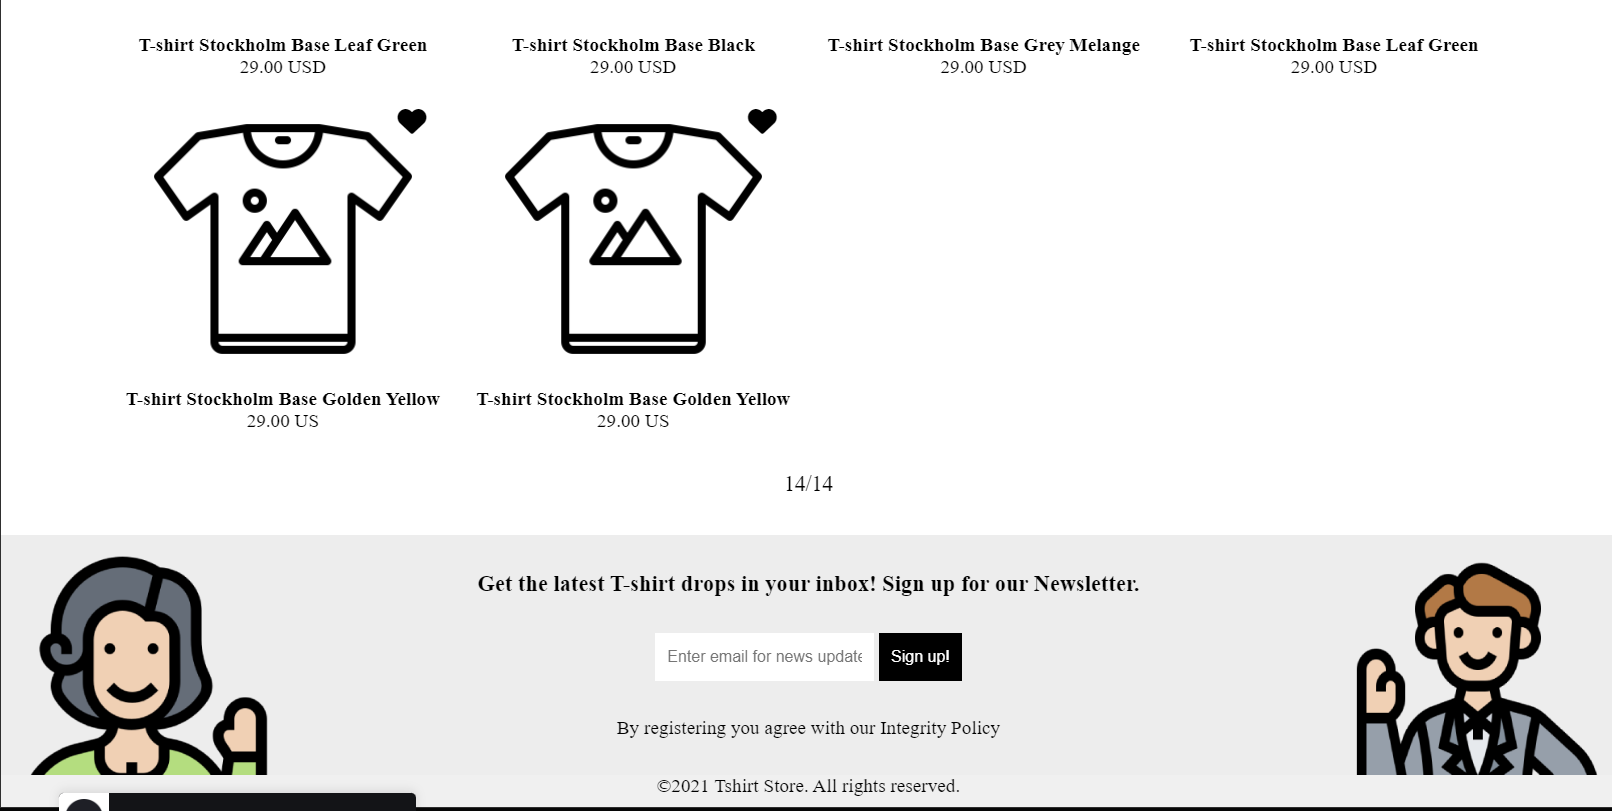 T-shirt Stockholm Base Leaf Green
29.00 USD
T-shirt Stockholm Base Black
29.00 USD
T-shirt Stockholm Base Grey Melange
29.00 USD
T-shirt Stockholm Base Leaf Green
29.00 USD
T-shirt Stockholm Base Golden Yellow
29.00 US
T-shirt Stockholm Base Golden Yellow
29.00 US
14/14
Get the latest T-shirt drops in your inbox! Sign up for our Newsletter.
Enter email for news update
Sign up!
By registering you agree with our Integrity Policy
©2021 Tshirt Store. All rights reserved.